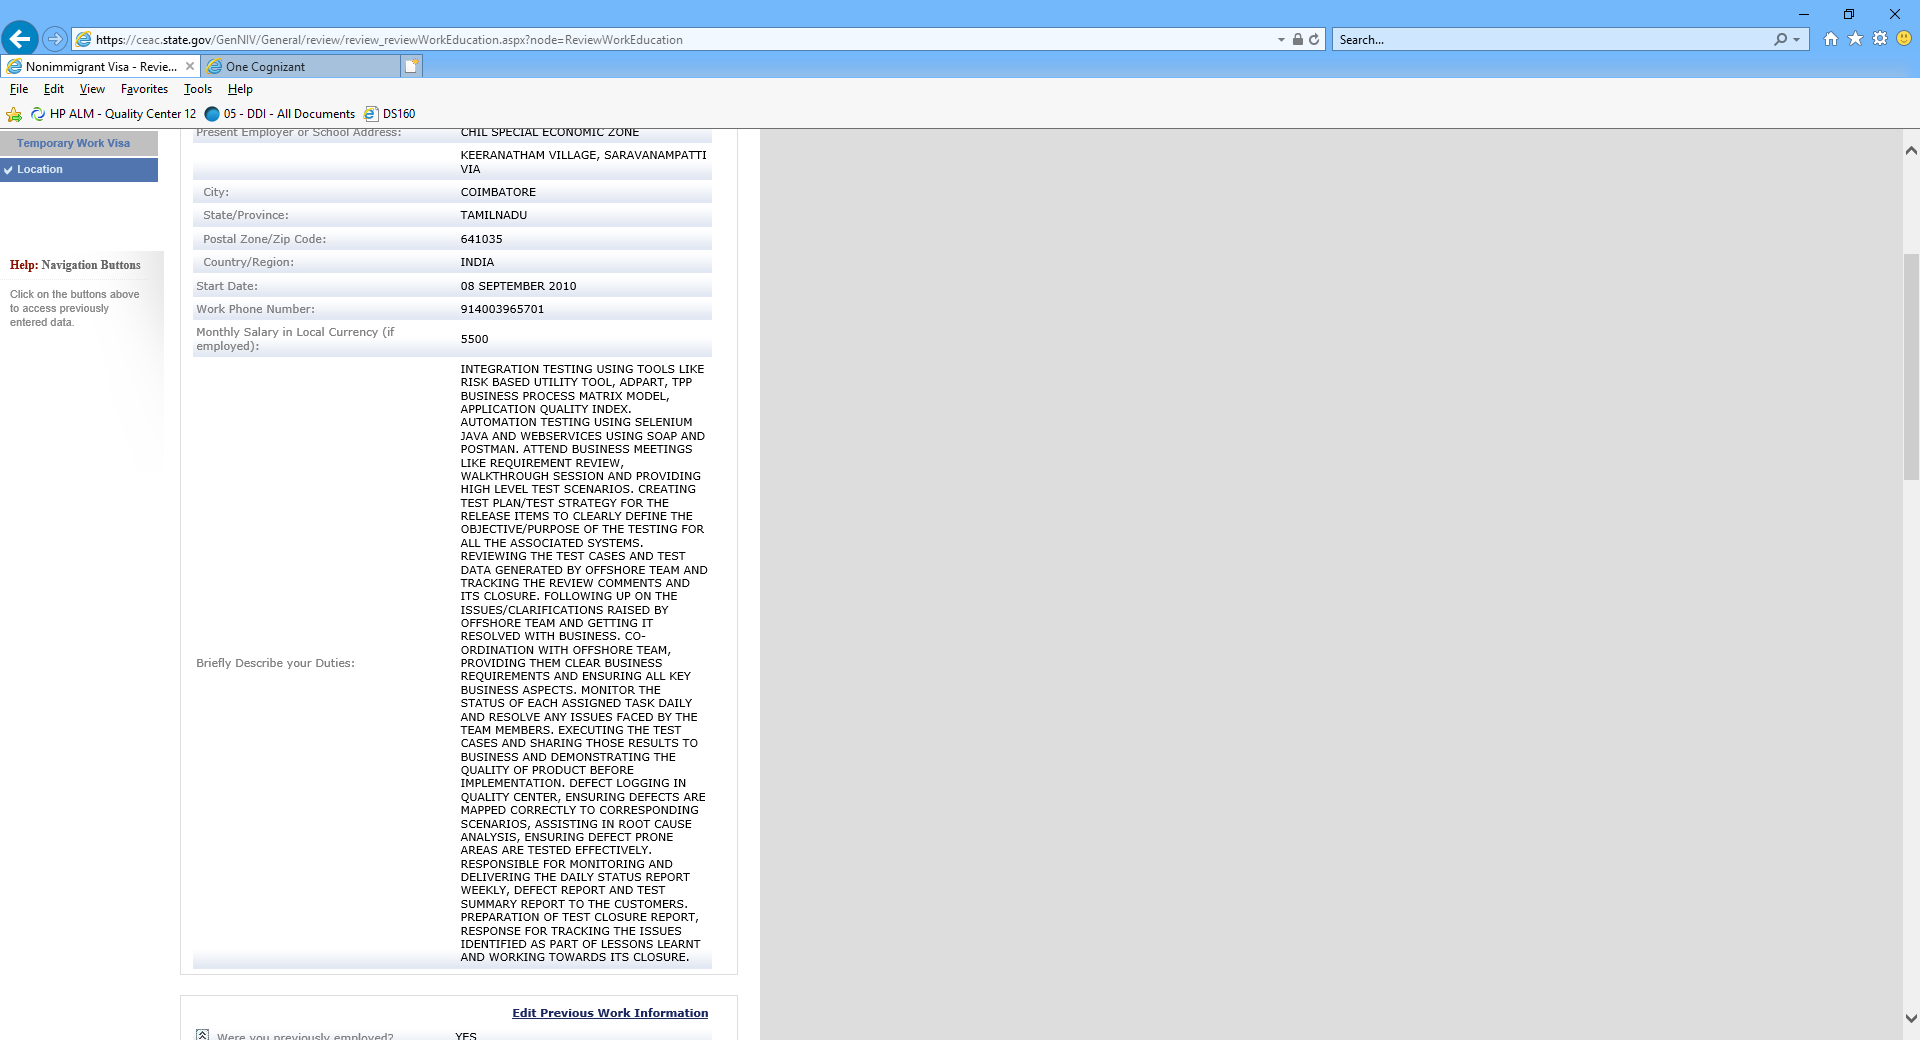 https://ceac.state.gov/GenNIV/General/review/review_reviewWorkEducation.aspx?node=ReviewWorkEducation
Search...
Nonimmigrant Visa - Revie...
One Cognizant
File Edit View Favorites Tools Help
HP ALM - Quality Center 12
05 - DDI - All Documents
DS160
Temporary Work Visa
Location
Help: Navigation Buttons
Click on the buttons above
to access previously
entered data.
Present Employer or School Address: CHIL SPECIAL ECONOMIC ZONE
KEERANATHAM VILLAGE, SARAVANAMPATTI
VIA
City: COIMBATORE
State/Province: TAMILNADU
Postal Zone/Zip Code: 641035
Country/Region: INDIA
Start Date: 08 SEPTEMBER 2010
Work Phone Number: 914003965701
Monthly Salary in Local Currency (if
employed): 5500
Briefly Describe your Duties:
INTEGRATION TESTING USING TOOLS LIKE
RISK BASED UTILITY TOOL, ADPART, TPP
BUSINESS PROCESS MATRIX MODEL,
APPLICATION QUALITY INDEX.
AUTOMATION TESTING USING SELENIUM
JAVA AND WEBSERVICES USING SOAP AND
POSTMAN. ATTEND BUSINESS MEETINGS
LIKE REQUIREMENT REVIEW,
WALKTHROUGH SESSION AND PROVIDING
HIGH LEVEL TEST SCENARIOS. CREATING
TEST PLAN/TEST STRATEGY FOR THE
RELEASE ITEMS TO CLEARLY DEFINE THE
OBJECTIVE/PURPOSE OF THE TESTING FOR
ALL THE ASSOCIATED SYSTEMS.
REVIEWING THE TEST CASES AND TEST
DATA GENERATED BY OFFSHORE TEAM AND
TRACKING THE REVIEW COMMENTS AND
ITS CLOSURE. FOLLOWING UP ON THE
ISSUES/CLARIFICATIONS RAISED BY
OFFSHORE TEAM AND GETTING IT
RESOLVED WITH BUSINESS. CO-
ORDINATION WITH OFFSHORE TEAM,
PROVIDING THEM CLEAR BUSINESS
REQUIREMENTS AND ENSURING ALL KEY
BUSINESS ASPECTS. MONITOR THE
STATUS OF EACH ASSIGNED TASK DAILY
AND RESOLVE ANY ISSUES FACED BY THE
TEAM MEMBERS. EXECUTING THE TEST
CASES AND SHARING THOSE RESULTS TO
BUSINESS AND DEMONSTRATING THE
QUALITY OF PRODUCT BEFORE
IMPLEMENTATION. DEFECT LOGGING IN
QUALITY CENTER, ENSURING DEFECTS ARE
MAPPED CORRECTLY TO CORRESPONDING
SCENARIOS, ASSISTING IN ROOT CAUSE
ANALYSIS, ENSURING DEFECT PRONE
AREAS ARE TESTED EFFECTIVELY.
RESPONSIBLE FOR MONITORING AND
DELIVERING THE DAILY STATUS REPORT
WEEKLY, DEFECT REPORT AND TEST
SUMMARY REPORT TO THE CUSTOMERS.
PREPARATION OF TEST CLOSURE REPORT,
RESPONSE FOR TRACKING THE ISSUES
IDENTIFIED AS PART OF LESSONS LEARNT
AND WORKING TOWARDS ITS CLOSURE.
Edit Previous Work Information
Were you previously employed? YES